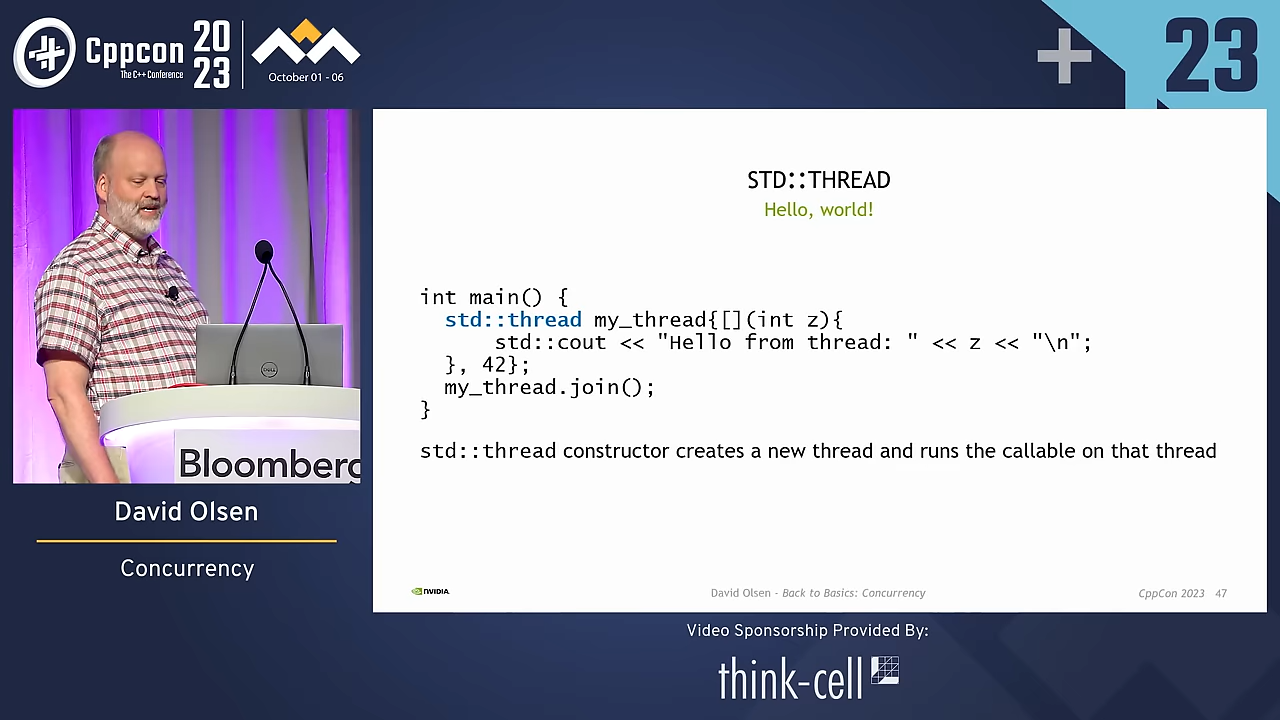 Cppcon
The C++ Conference
20
23
October 01 - 06
23
STD::THREAD
Hello, world!
int main() {
  std::thread my_thread{[](int z){
      std::cout << "Hello from thread: " << z << "\n";
  }, 42};
  my_thread.join();
}
std::thread constructor creates a new thread and runs the callable on that thread
NVIDIA
David Olsen - Back to Basics: Concurrency
CppCon 2023 47
DELL
Bloomberg
David Olsen
Concurrency
Video Sponsorship Provided By:
think-cell